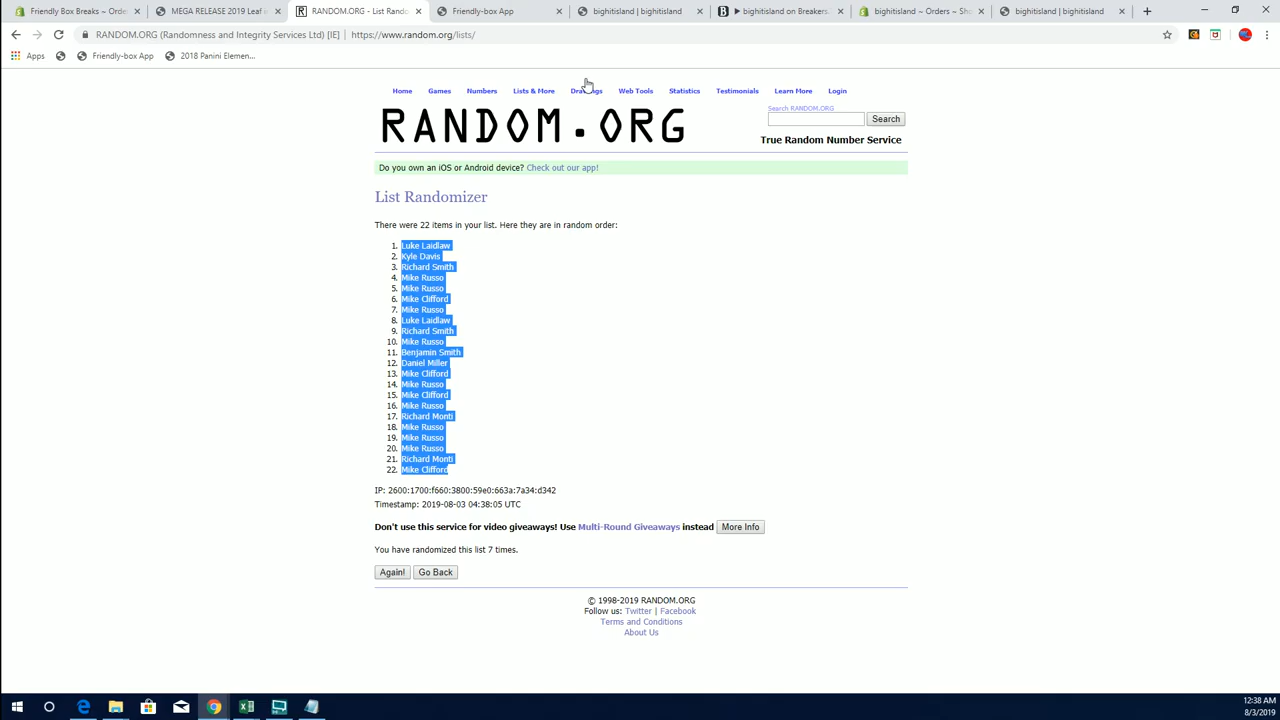 Friendly Box Breaks ~ Orde
MEGA RELEASE 2019 Leaf
RANDOM.ORG - List Rando
Friendly-box App
bighitisland | bighitisland
bighitisland on Breakers.
bighitisland ~ Orders ~ Sho
bighitisland | bighitisland
RANDOM.ORG (Randomness and Integrity Services Ltd) [IE] | https://www.random.org/lists/
Apps
Friendly-box App
2018 Panini Elemen...
Home Games Numbers Lists & More Drawings Web Tools Statistics Testimonials Learn More Login
RANDOM.ORG
Search RANDOM.ORG
Search
True Random Number Service
Do you own an iOS or Android device? Check out our app!
List Randomizer
There were 22 items in your list. Here they are in random order:
1. Luke Laidlaw
2. Kyle Davis
3. Richard Smith
4. Mike Russo
5. Mike Russo
6. Mike Clifford
7. Mike Russo
8. Luke Laidlaw
9. Richard Smith
10. Mike Russo
11. Benjamin Smith
12. Daniel Miller
13. Mike Clifford
14. Mike Russo
15. Mike Clifford
16. Mike Russo
17. Richard Monti
18. Mike Russo
19. Mike Russo
20. Mike Russo
21. Richard Monti
22. Mike Clifford
IP: 2600:1700:f660:3800:59e0:663a:7a34:d342
Timestamp: 2019-08-03 04:38:05 UTC
Don't use this service for video giveaways! Use Multi-Round Giveaways instead More Info
You have randomized this list 7 times.
Again! Go Back
© 1998-2019 RANDOM.ORG
Follow us: Twitter | Facebook
Terms and Conditions
About Us
12:38 AM
8/3/2019